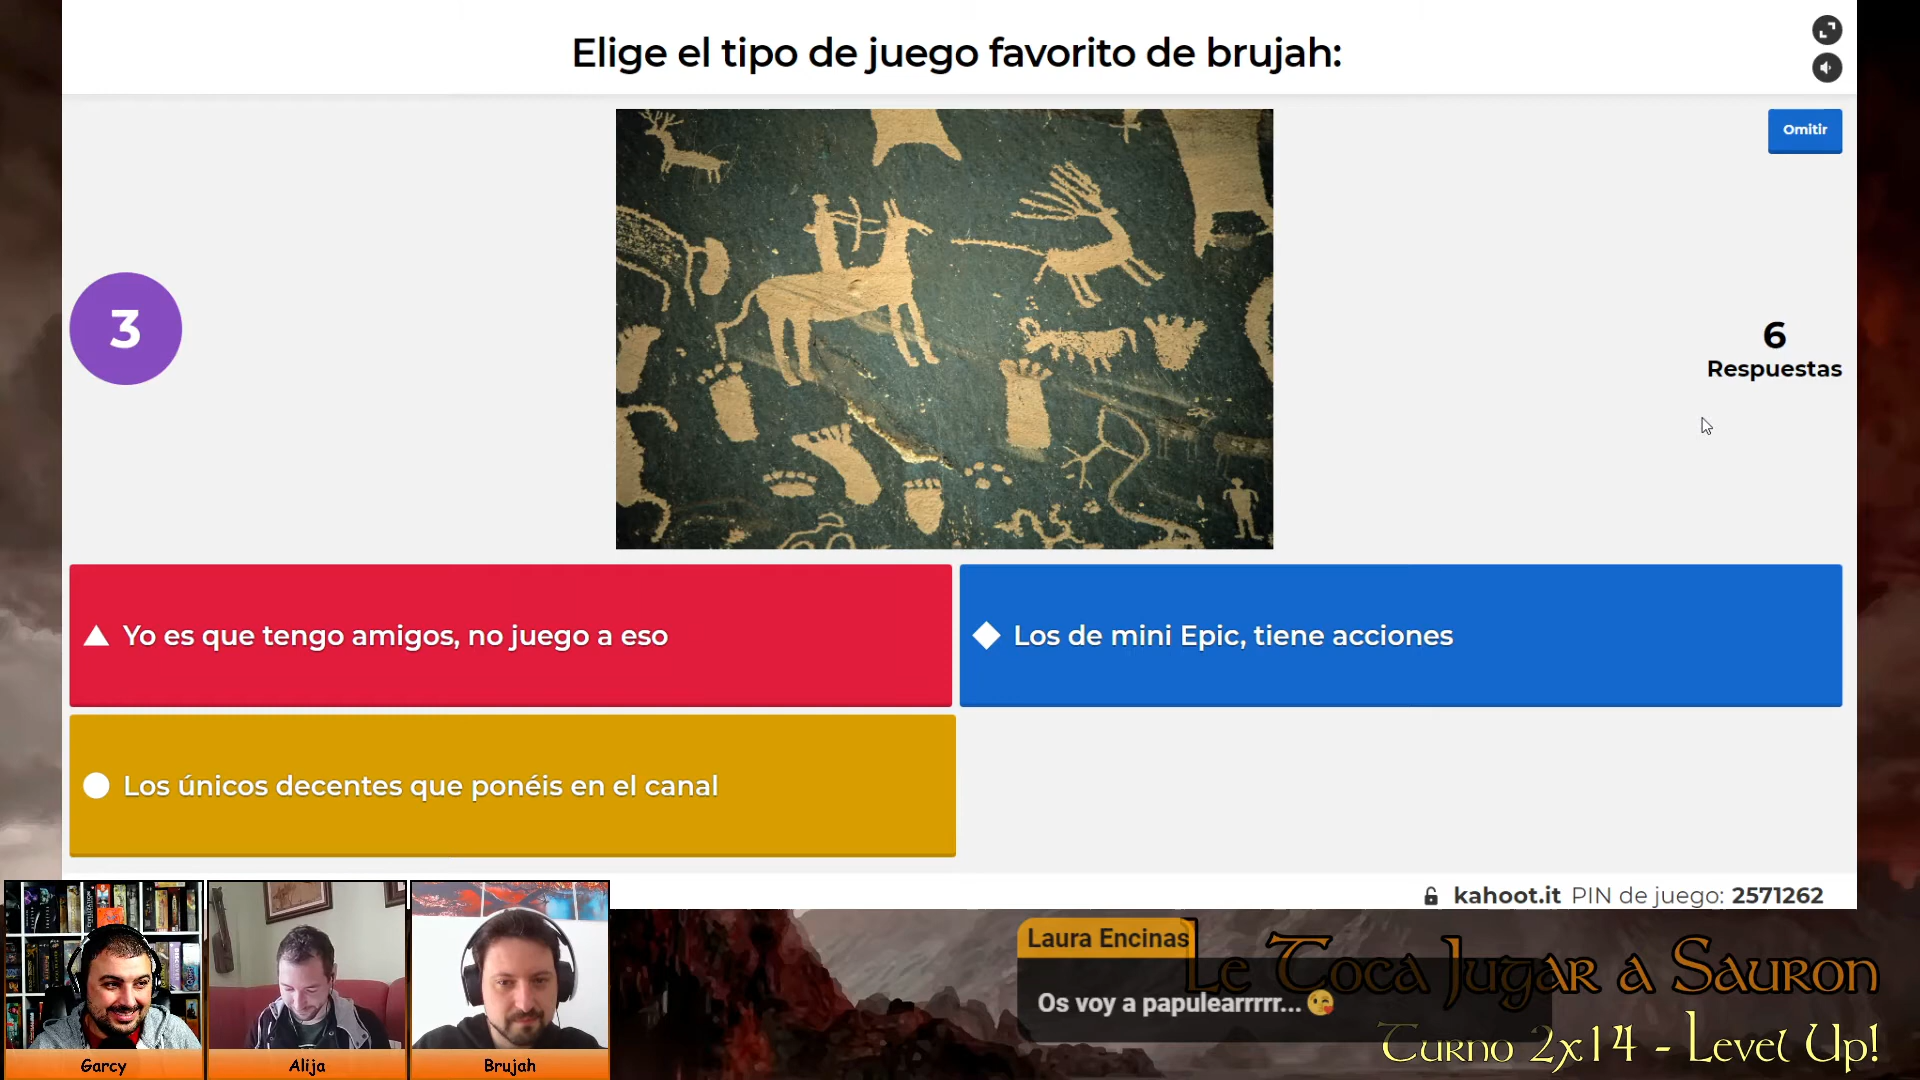 Elige el tipo de juego favorito de brujah:
Omitir
3
6
Respuestas
Yo es que tengo amigos, no juego a eso
Los de mini Epic, tiene acciones
Los únicos decentes que ponéis en el canal
kahoot.it PIN de juego: 2571262
Laura Encinas
Os voy a papulearrrrr... 😘
Le Toca Jugar a Sauron
Turno 2x14 - Level Up!
Garcy
Alija
Brujah